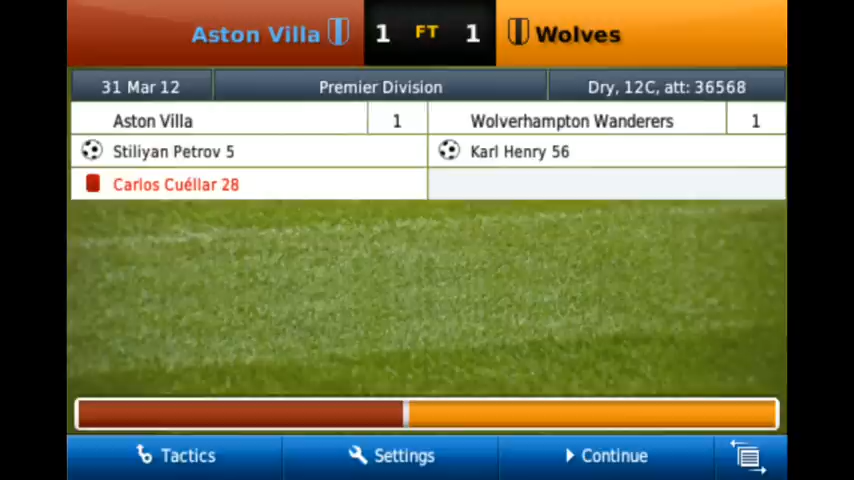 Aston Villa 1 FT 1 Wolves
31 Mar 12 Premier Division Dry, 12C, att: 36568
Aston Villa 1 Wolverhampton Wanderers 1
Stiliyan Petrov 5 Karl Henry 56
Carlos Cuéllar 28
Tactics Settings Continue